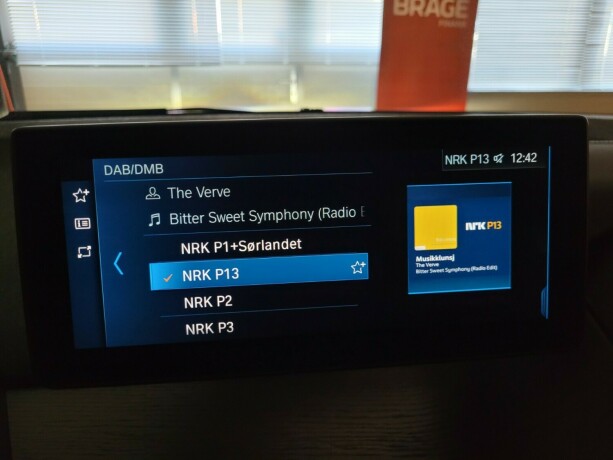 BRAGE
DAB/DMB
NRK P13 12:42
The Verve
Bitter Sweet Symphony (Radio E
NRK P1+Sørlandet
NRK P13
NRK P2
NRK P3
NRK P13
Musikklunsj
The Verve
Bitter Sweet Symphony (Radio Edit)